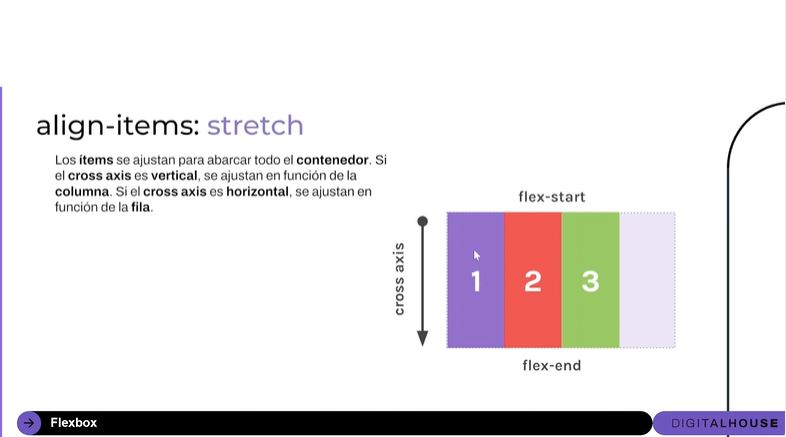 align-items: stretch
Los ítems se ajustan para abarcar todo el contenedor. Si
el cross axis es vertical, se ajustan en función de la
columna. Si el cross axis es horizontal, se ajustan en
función de la fila.
flex-start
cross axis
1 2 3
flex-end
Flexbox
DIGITALHOUSE